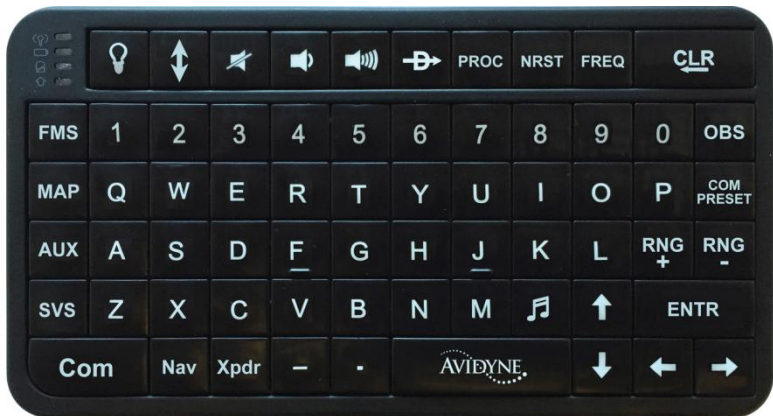 PROC NRST FREQ CLR
FMS 1 2 3 4 5 6 7 8 9 0 OBS
MAP Q W E R T Y U I O P COM PRESET
AUX A S D F G H J K L RNG + RNG -
SVS Z X C V B N M ENTR
Com Nav Xpdr – . AVIDYNE.